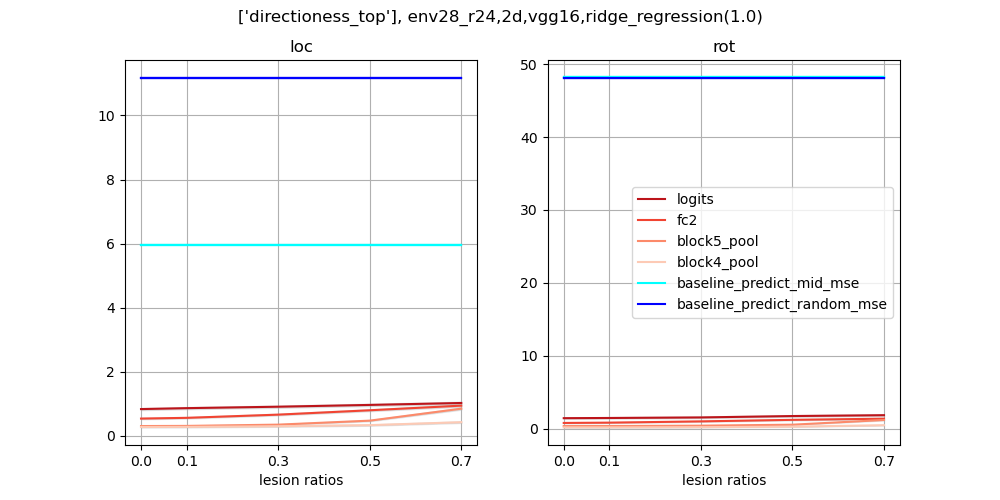 ['directioness_top'], env28_r24,2d,vgg16,ridge_regression(1.0)
loc
10
8
6
4
2
0
0.0 0.1 0.3 0.5 0.7
lesion ratios
rot
50
40
30
20
10
0
0.0 0.1 0.3 0.5 0.7
lesion ratios
logits
fc2
block5_pool
block4_pool
baseline_predict_mid_mse
baseline_predict_random_mse